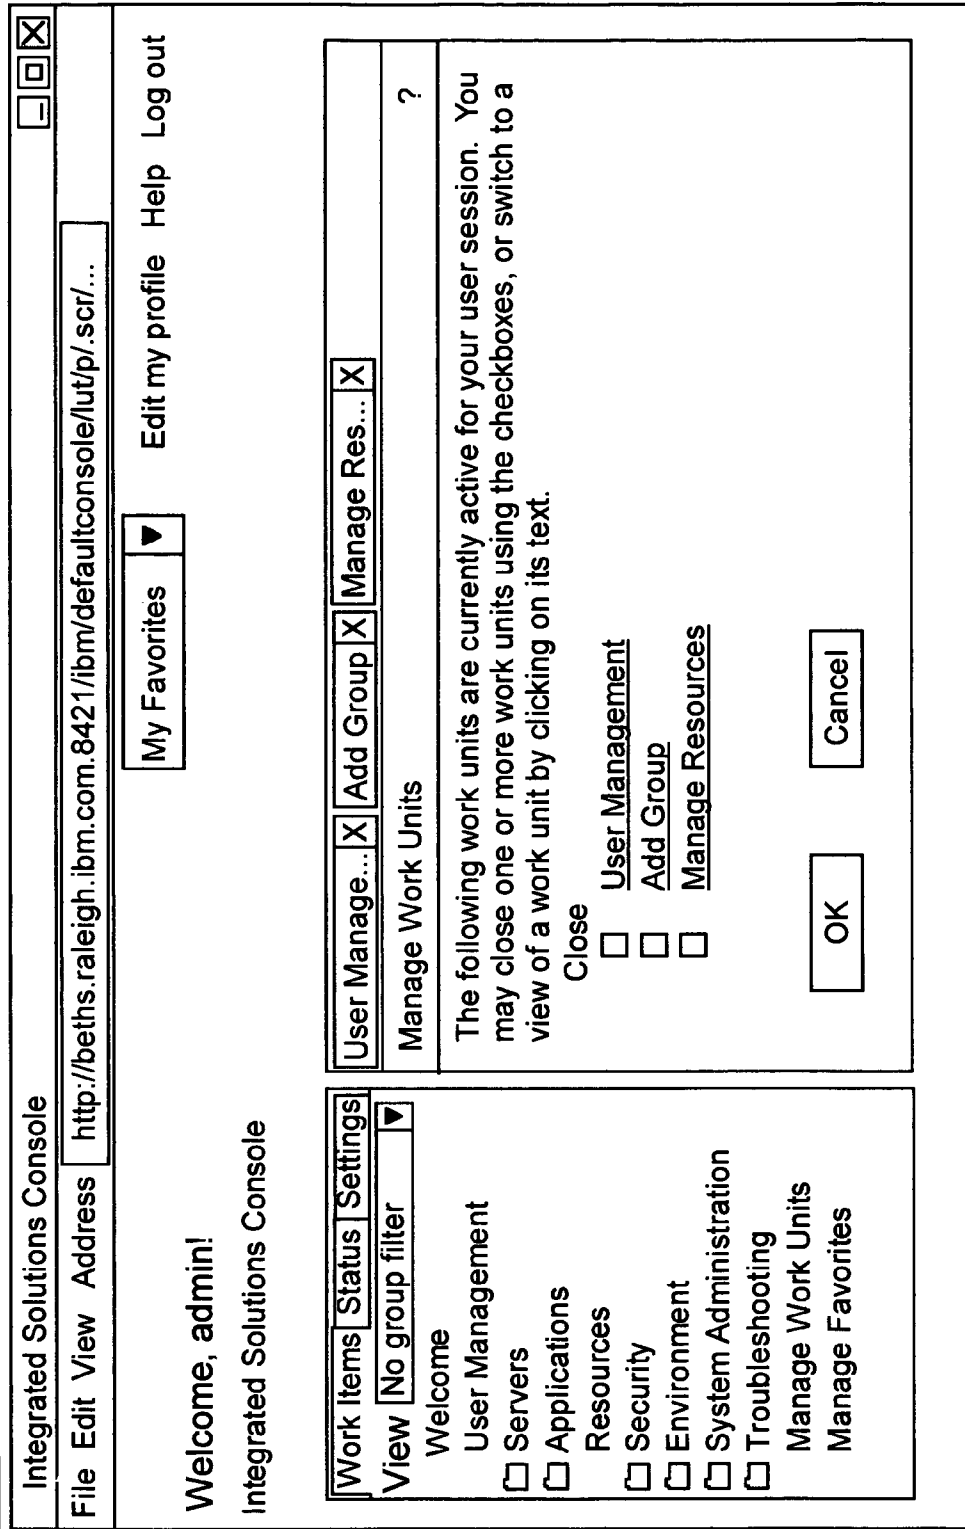 Integrated Solutions Console
File Edit View Address http://beths.raleigh.ibm.com.8421/ibm/defaultconsole/lut/p/.scr/...
My Favorites Edit my profile Help Log out
Welcome, admin!
Integrated Solutions Console
Work Items Status Settings
View No group filter
Welcome
User Management
Servers
Applications
Resources
Security
Environment
System Administration
Troubleshooting
Manage Work Units
Manage Favorites
User Manage... X Add Group X Manage Res... X
Manage Work Units ?
The following work units are currently active for your user session. You
may close one or more work units using the checkboxes, or switch to a
view of a work unit by clicking on its text.
Close
User Management
Add Group
Manage Resources
OK Cancel